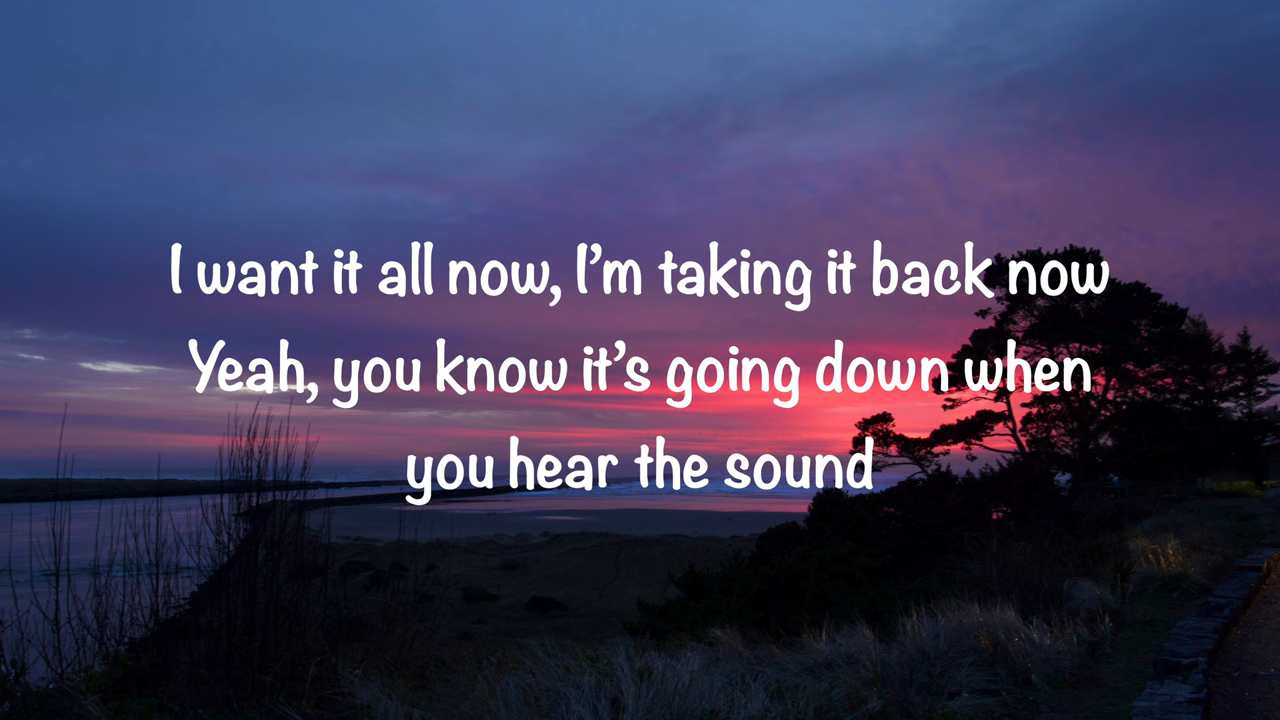 I want it all now, I’m taking it back now
Yeah, you know it’s going down when
you hear the sound